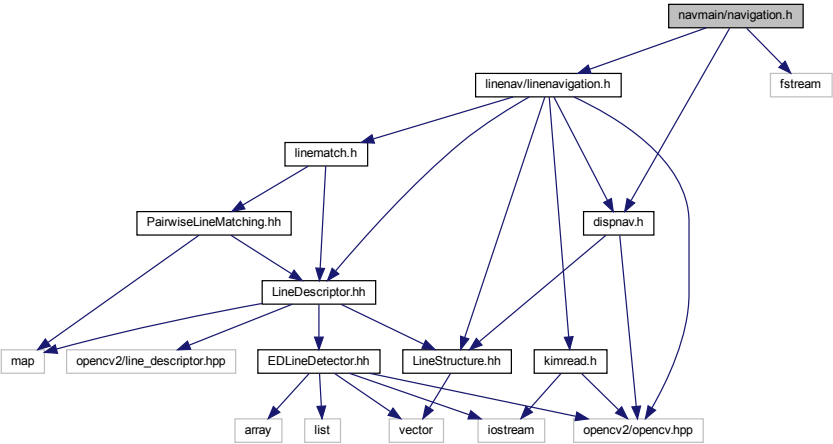 navmain/navigation.h
linenav/linenavigation.h
fstream
linematch.h
PairwiseLineMatching.hh
dispnav.h
LineDescriptor.hh
map
opencv2/line_descriptor.hpp
EDLineDetector.hh
LineStructure.hh
kimread.h
array
list
vector
iostream
opencv2/opencv.hpp